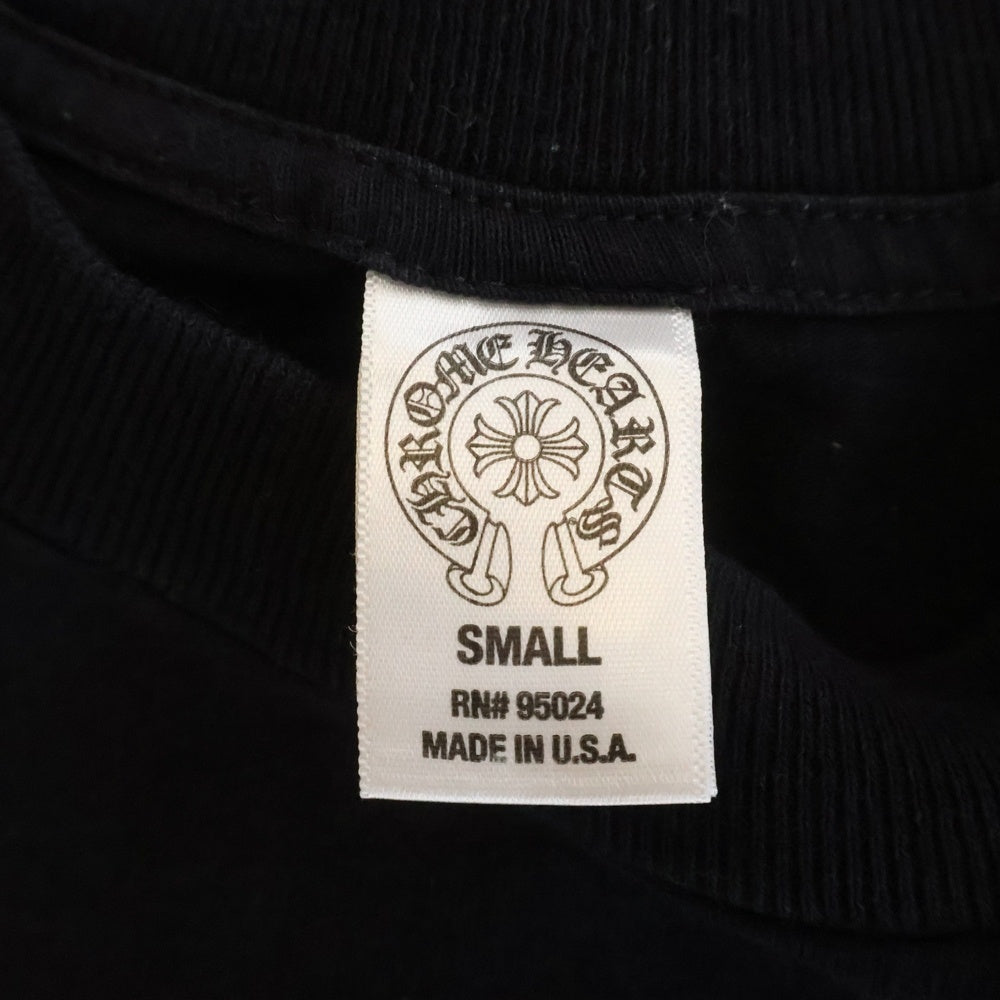 CHROME HEARTS
SMALL
RN# 95024
MADE IN U.S.A.